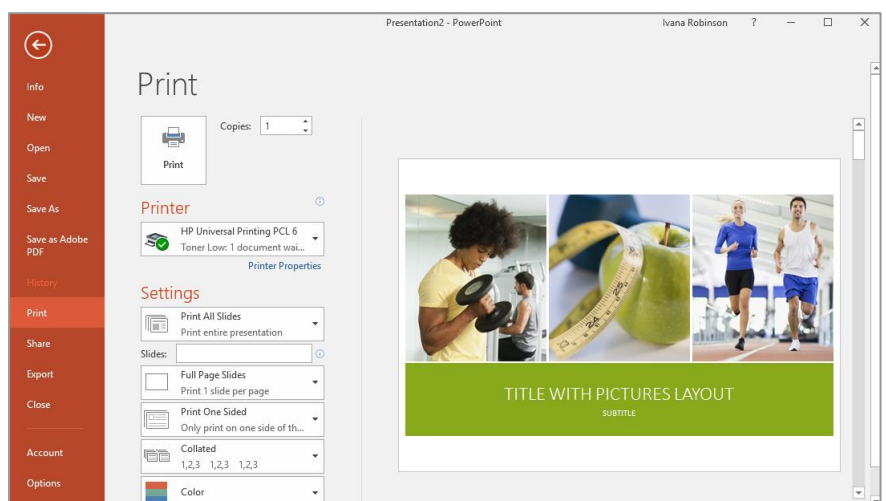 Presentation2 - PowerPoint
Ivana Robinson ?
Info
New
Open
Save
Save As
Save as Adobe
PDF
History
Print
Share
Export
Close
Account
Options
Print
Print
Copies: 1
Printer
HP Universal Printing PCL 6
Toner Low: 1 document wai...
Printer Properties
Settings
Print All Slides
Print entire presentation
Slides:
Full Page Slides
Print 1 slide per page
Print One Sided
Only print on one side of th...
Collated
1,2,3 1,2,3 1,2,3
Color
TITLE WITH PICTURES LAYOUT
SUBTITLE